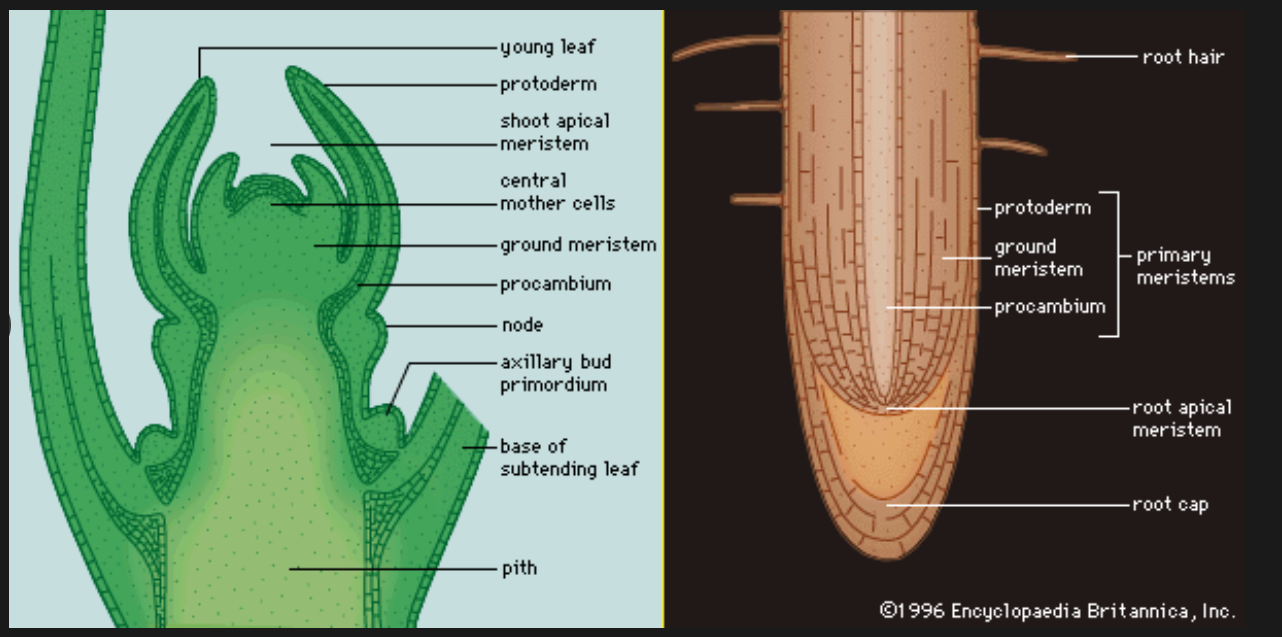 young leaf
protoderm
shoot apical
meristem
central
mother cells
ground meristem
procambium
node
axillary bud
primordium
base of
subtending leaf
pith
root hair
protoderm
ground
meristem
procambium
primary
meristems
root apical
meristem
root cap
©1996 Encyclopaedia Britannica, Inc.